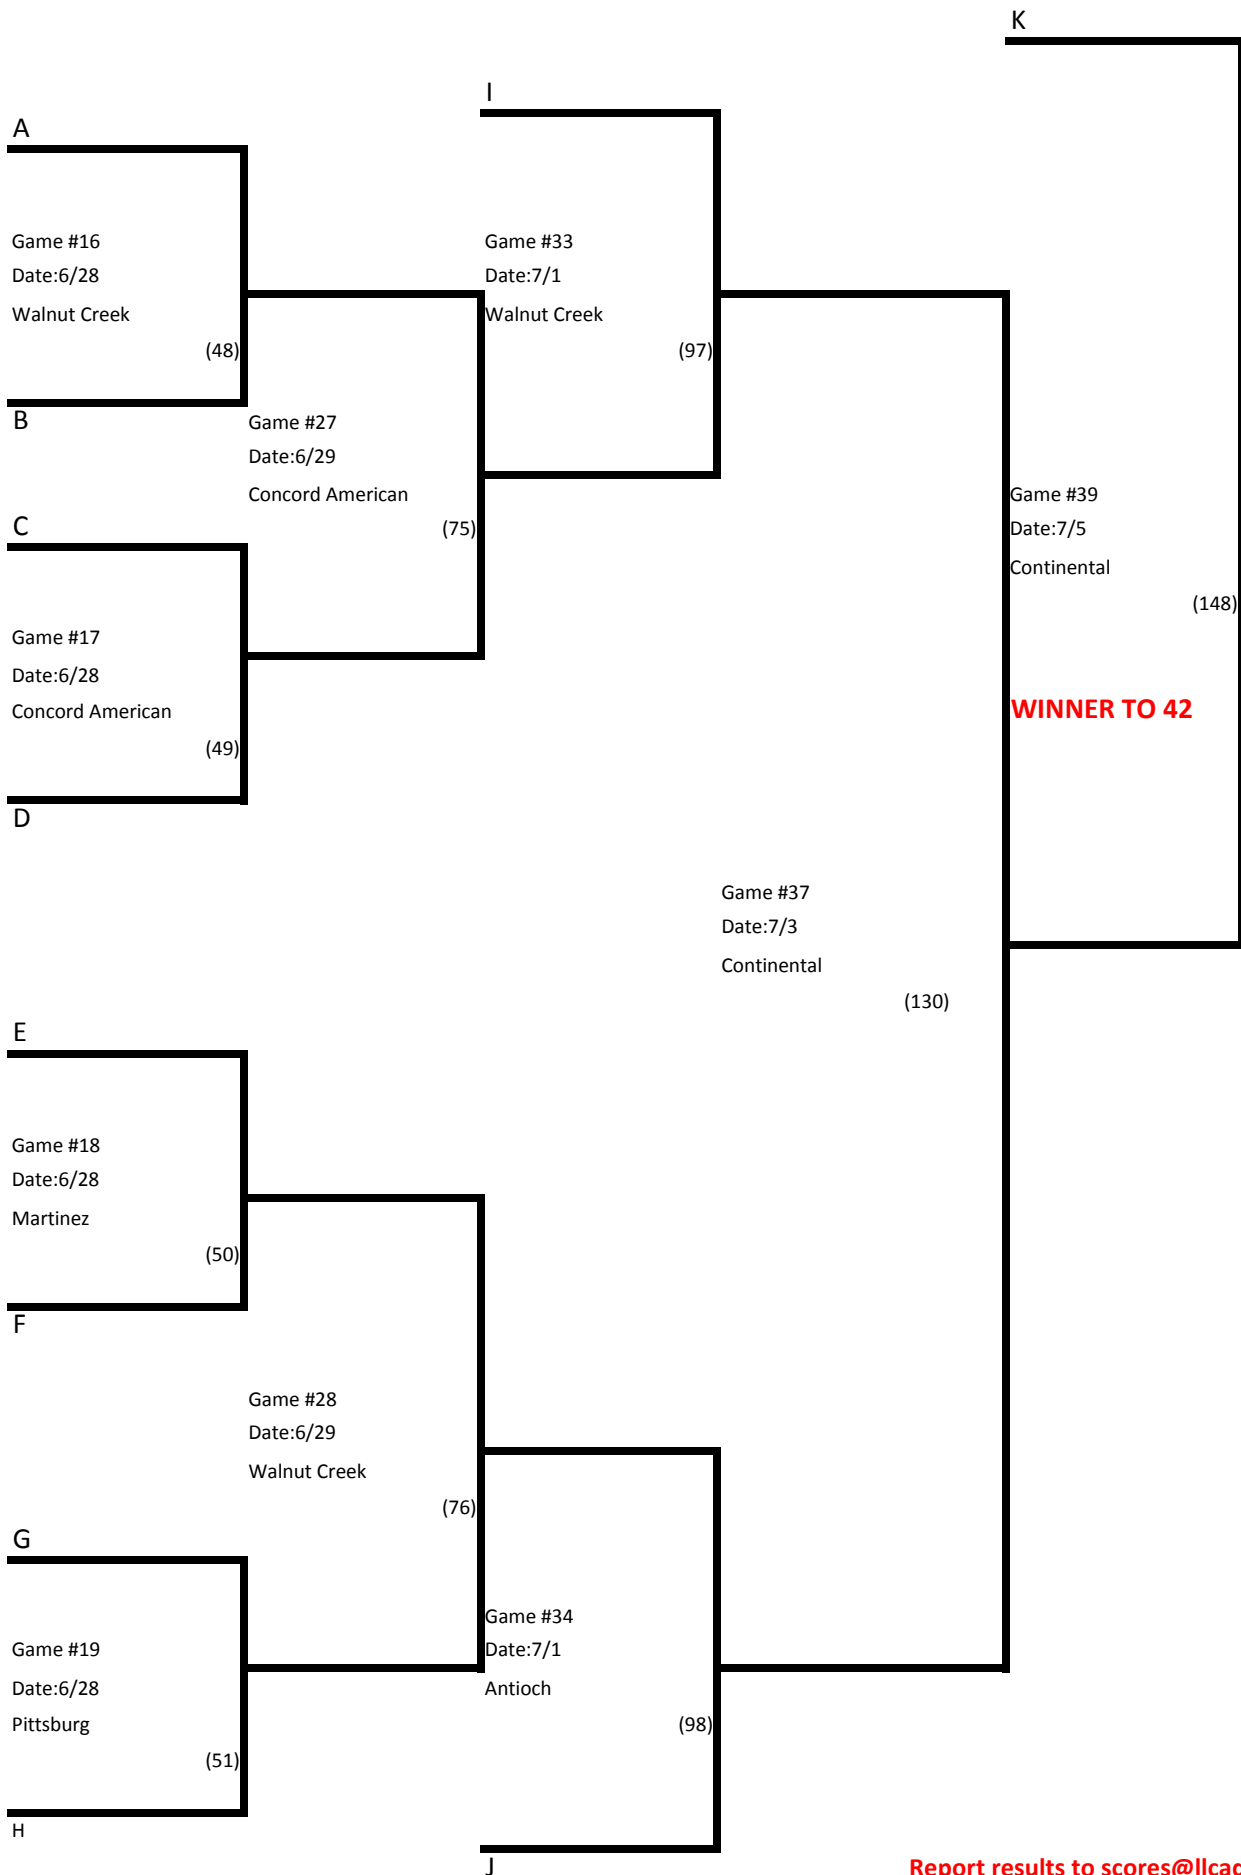 K
I
A
Game #16
Date:6/28
Walnut Creek
(48)
B
Game #33
Date:7/1
Walnut Creek
(97)
Game #27
Date:6/29
Concord American
(75)
C
Game #17
Date:6/28
Concord American
(49)
D
Game #39
Date:7/5
Continental
(148)
WINNER TO 42
Game #37
Date:7/3
Continental
(130)
E
Game #18
Date:6/28
Martinez
(50)
F
Game #28
Date:6/29
Walnut Creek
(76)
G
Game #19
Date:6/28
Pittsburg
(51)
H
Game #34
Date:7/1
Antioch
(98)
J
Report results to scores@llcad